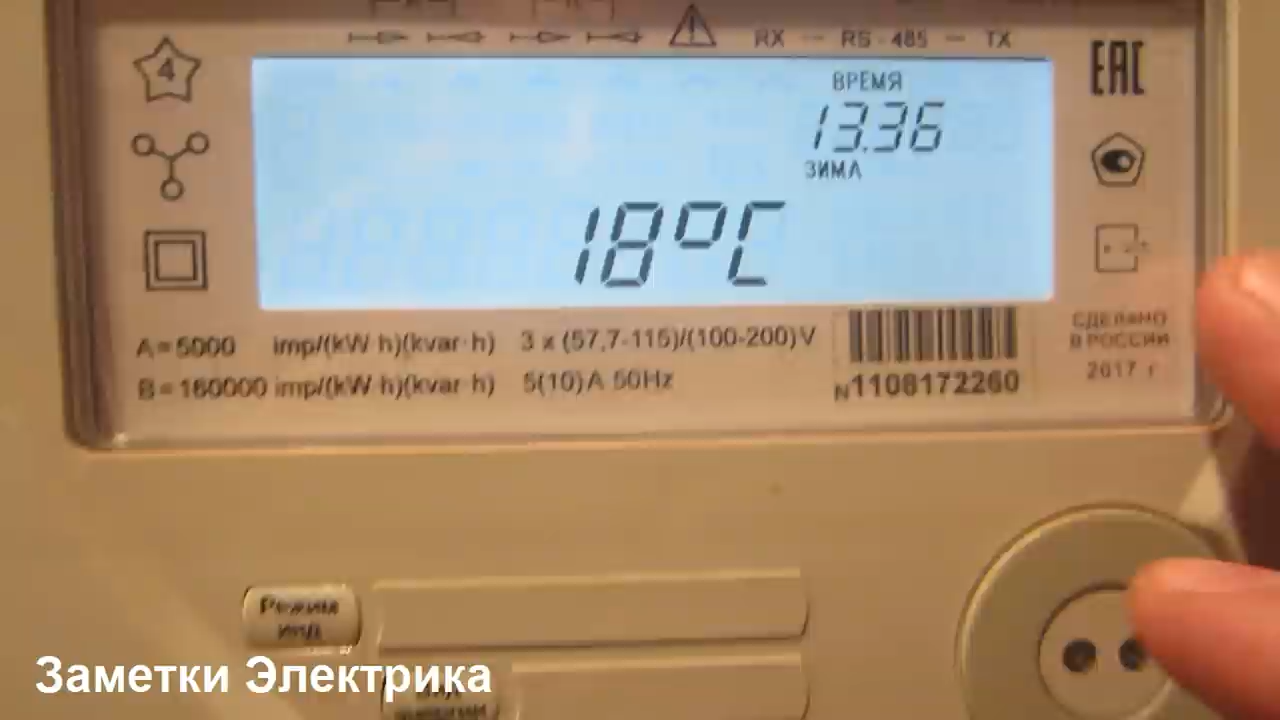 RX - RS-485 - TX
4
EAC
ВРЕМЯ
13.36
ЗИМА
18°C
A=5000 imp/(kW·h)(kvar·h) 3 x (57,7-115)/(100-200)V
B=160000 imp/(kW·h)(kvar·h) 5(10)A 50Hz
N1108172260
СДЕЛАНО
В РОССИИ
2017 г
Режим
инд
Заметки Электрика